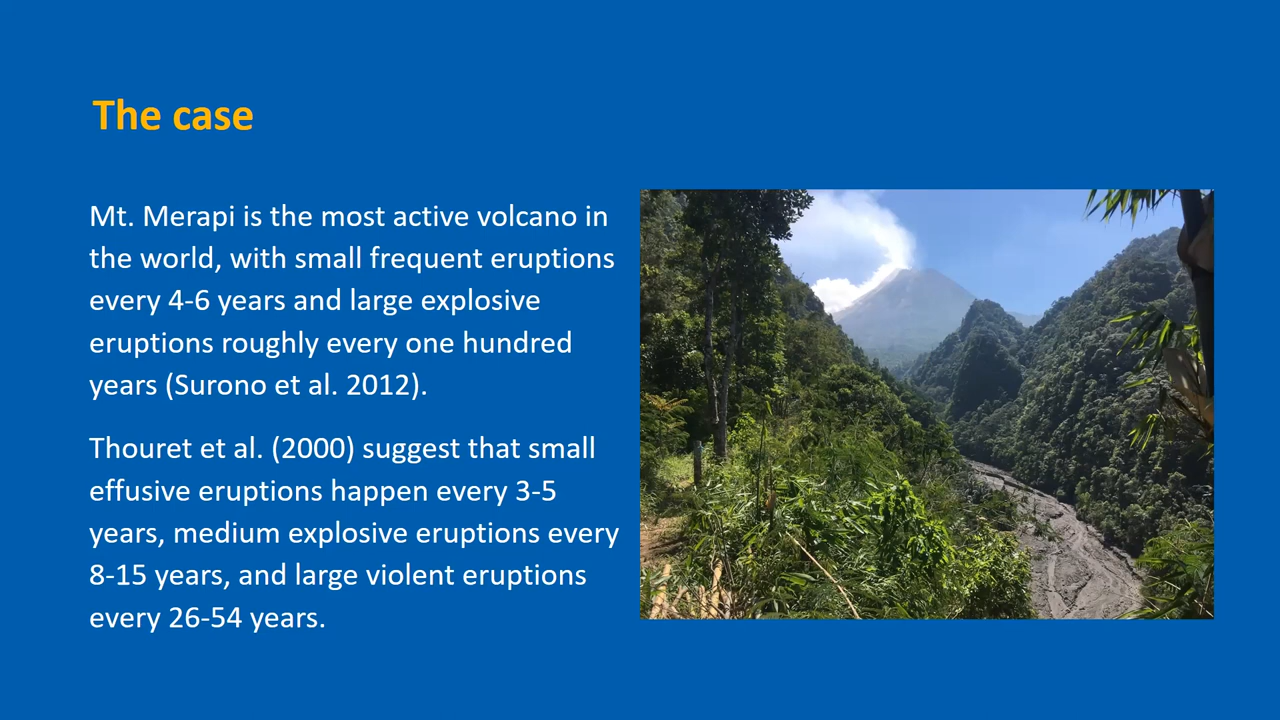 The case
Mt. Merapi is the most active volcano in
the world, with small frequent eruptions
every 4-6 years and large explosive
eruptions roughly every one hundred
years (Surono et al. 2012).
Thouret et al. (2000) suggest that small
effusive eruptions happen every 3-5
years, medium explosive eruptions every
8-15 years, and large violent eruptions
every 26-54 years.